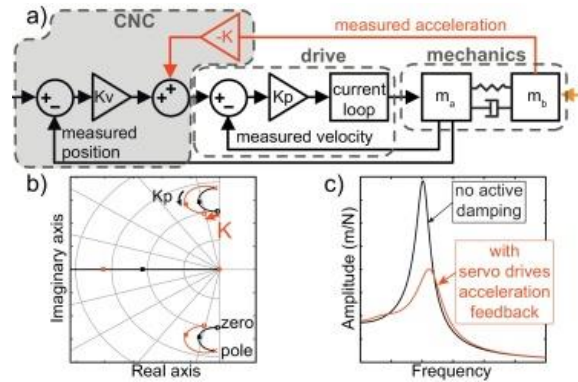 a)
CNC
measured acceleration
-K
drive
mechanics
+
−
Kv
+
+
+
−
Kp
current
loop
mₐ
m_b
measured
position
measured velocity
b)
Kp
K
zero
pole
Imaginary axis
Real axis
c)
no active
damping
with
servo drives
acceleration
feedback
Amplitude (m/N)
Frequency